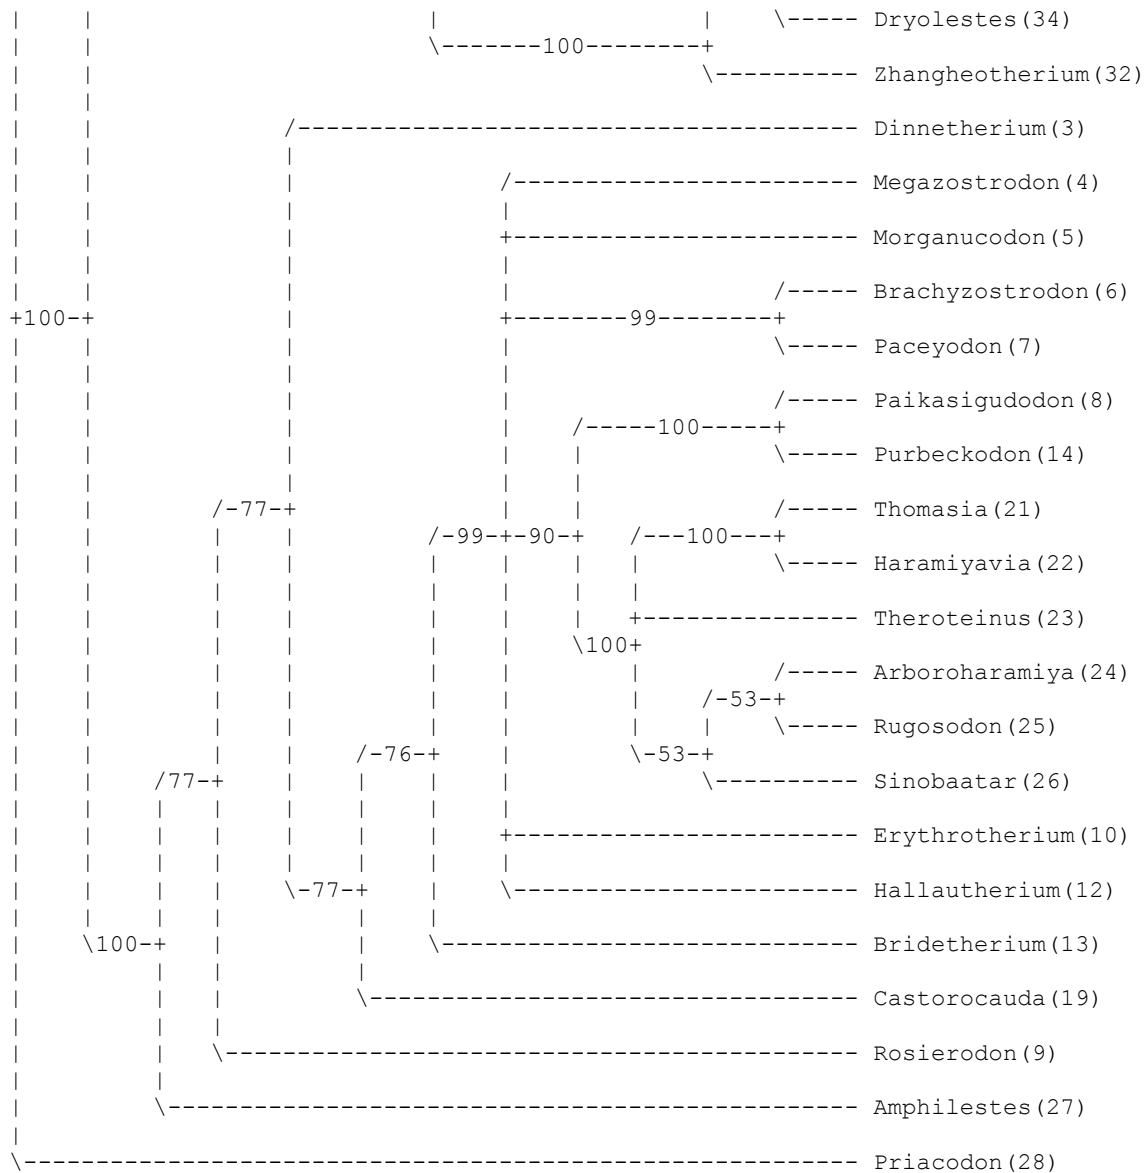 Dryolestes(34)
100
Zhangheotherium(32)
Dinnetherium(3)
Megazostrodon(4)
Morganucodon(5)
Brachyzostrodon(6)
100 99
Paceyodon(7)
Paikasigudodon(8)
100
Purbeckodon(14)
77 Thomasia(21)
99 90 100
Haramiyavia(22)
Theroteinus(23)
100
Arboroharamiya(24)
53
Rugosodon(25)
76 53
77 Sinobaatar(26)
Erythrotherium(10)
77 Hallautherium(12)
100 Bridetherium(13)
Castorocauda(19)
Rosierodon(9)
Amphilestes(27)
Priacodon(28)